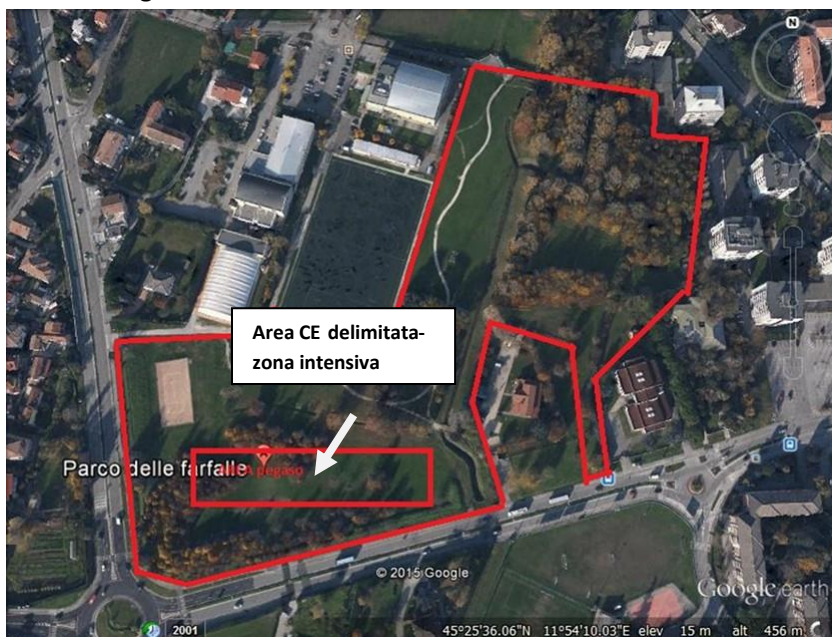 N
Area CE delimitata-
zona intensiva
Parco delle farfalle
pegaso
© 2015 Google
Google earth
2001
45°25'36.06"N 11°54'10.03"E elev 15 m alt 456 m